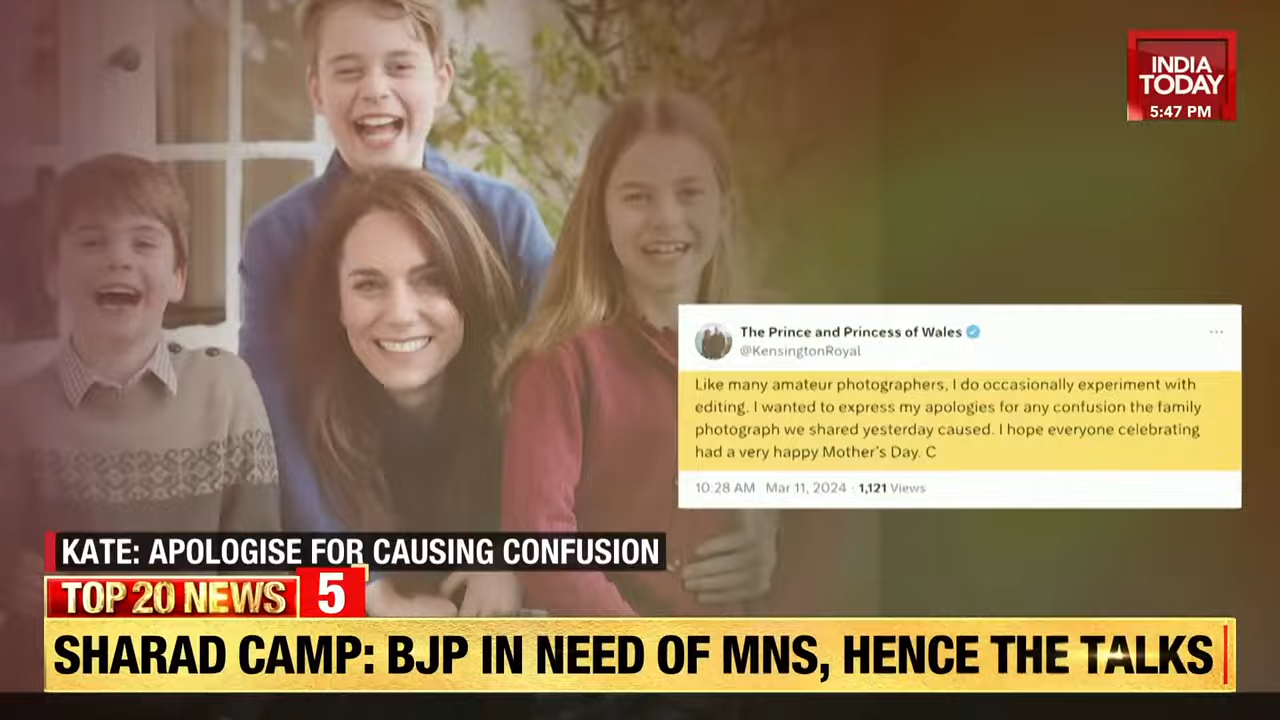 INDIA
TODAY
5:47 PM
The Prince and Princess of Wales
@KensingtonRoyal
Like many amateur photographers, I do occasionally experiment with
editing. I wanted to express my apologies for any confusion the family
photograph we shared yesterday caused. I hope everyone celebrating
had a very happy Mother's Day. C
10:28 AM Mar 11, 2024 · 1,121 Views
KATE: APOLOGISE FOR CAUSING CONFUSION
TOP 20 NEWS 5
SHARAD CAMP: BJP IN NEED OF MNS, HENCE THE TALKS